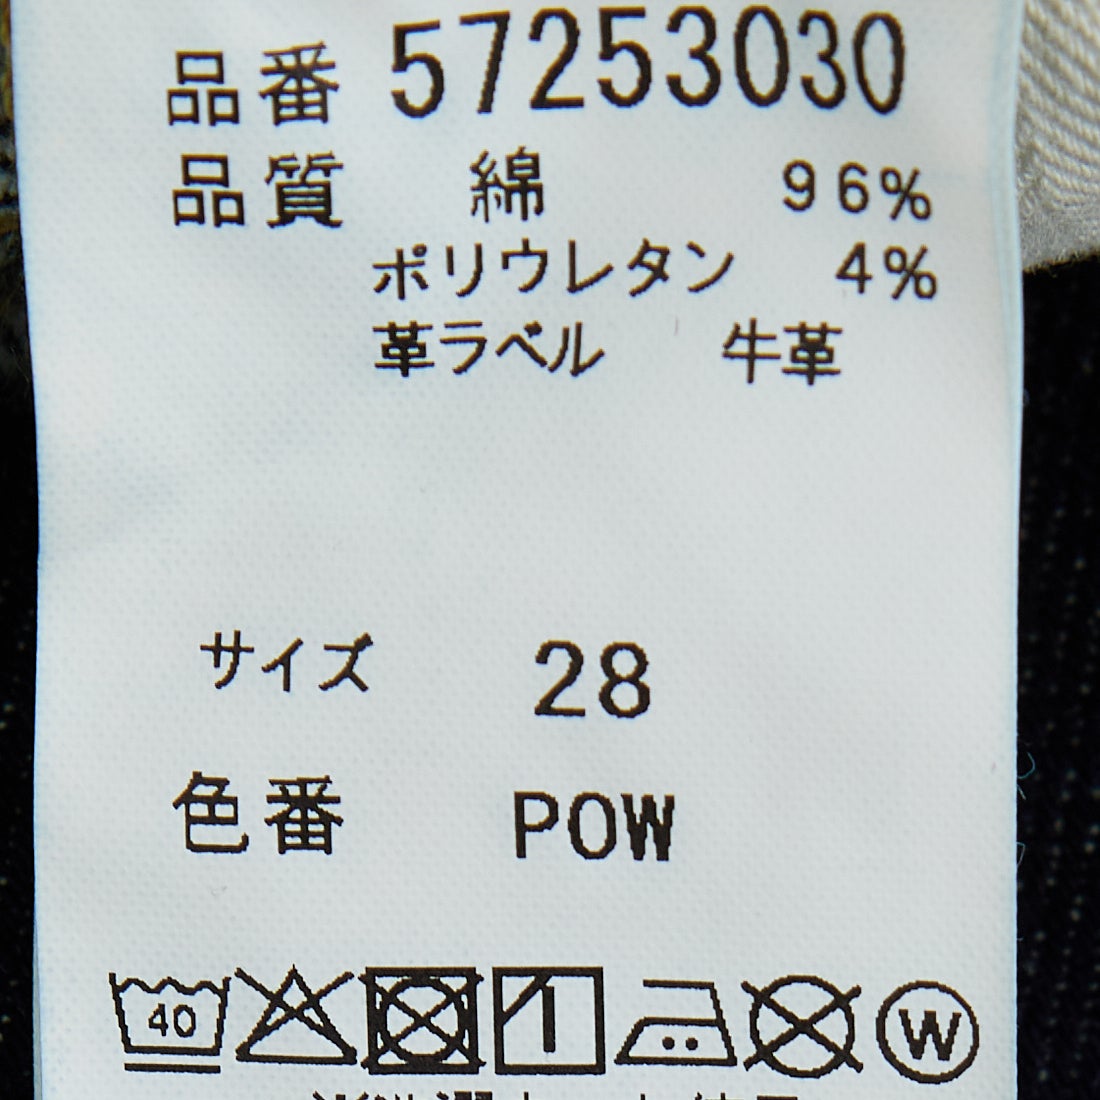 品番 57253030
品質 綿 96%
ポリウレタン 4%
革ラベル 牛革
サイズ 28
色番 POW
40 W